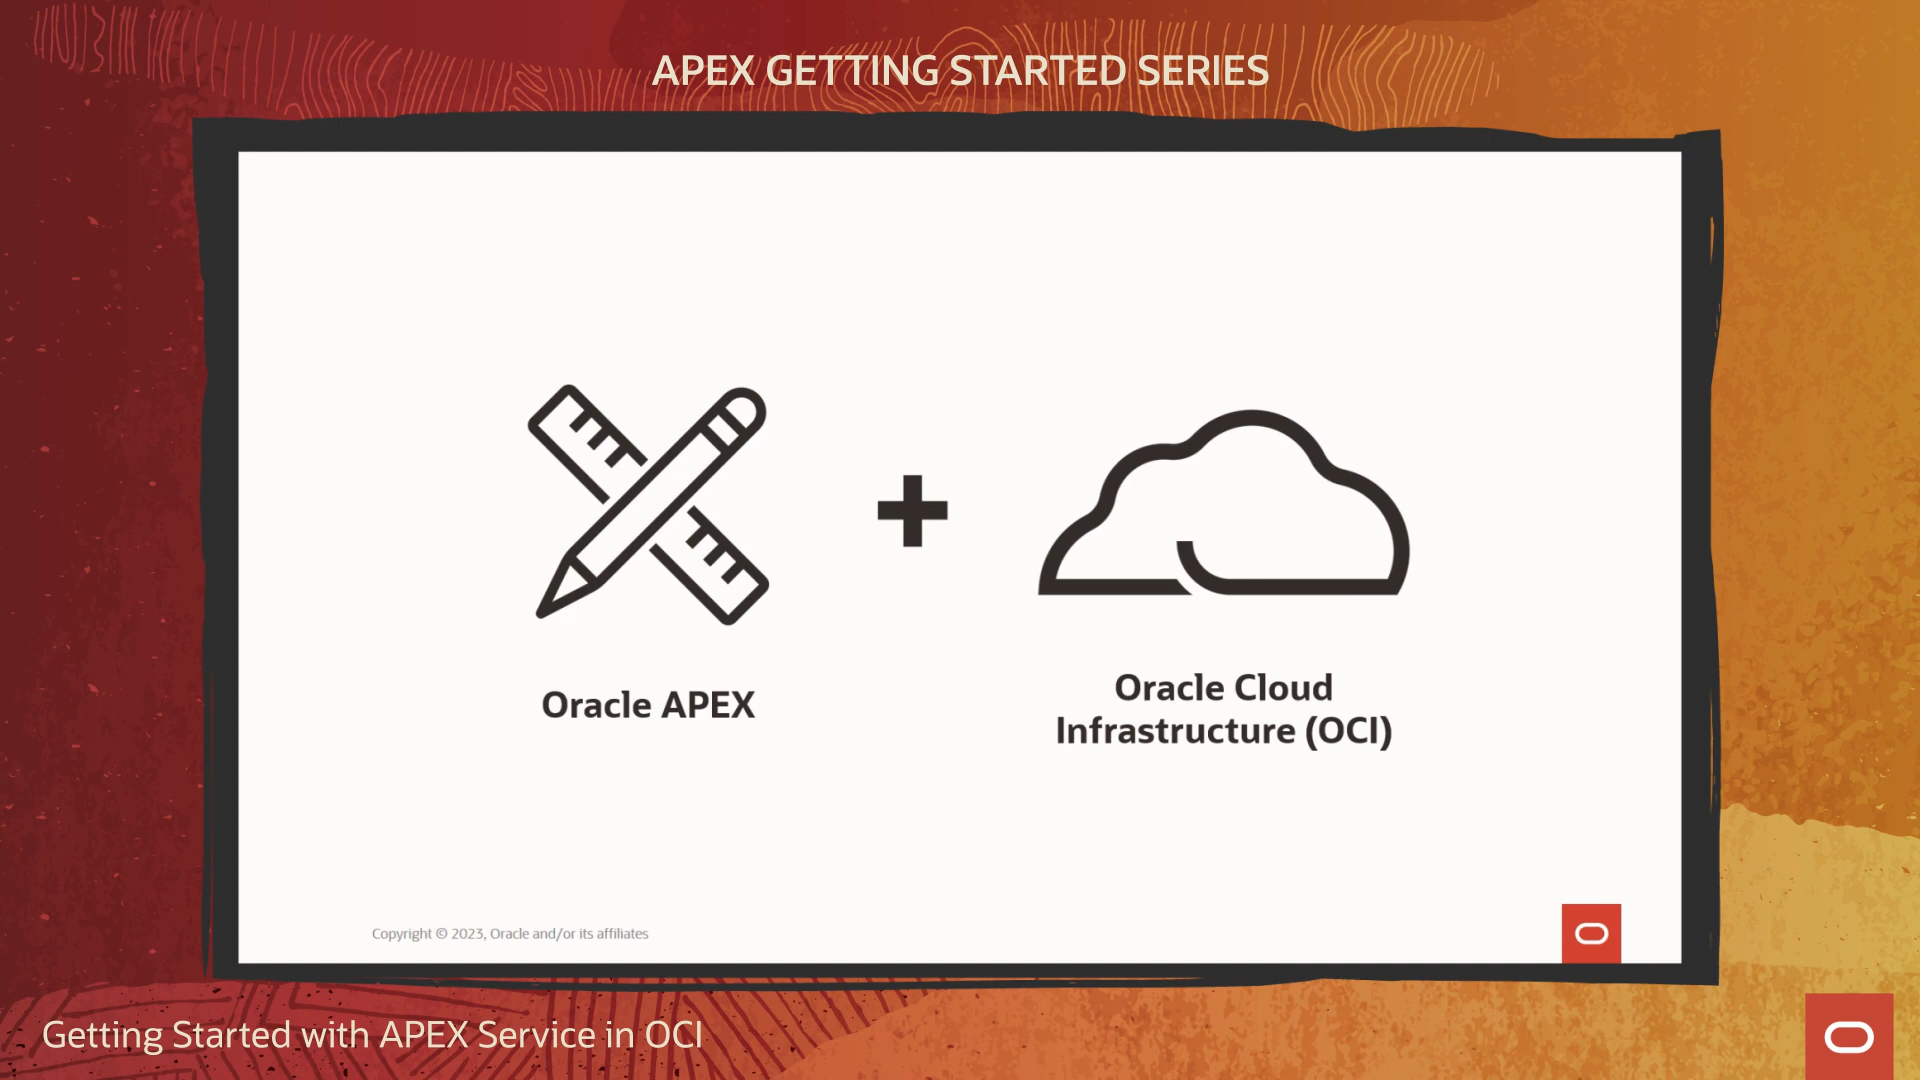 APEX GETTING STARTED SERIES
Oracle APEX
Oracle Cloud
Infrastructure (OCI)
Copyright © 2023, Oracle and/or its affiliates
Getting Started with APEX Service in OCI